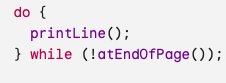 do {
  printLine();
} while (!atEndOfPage());